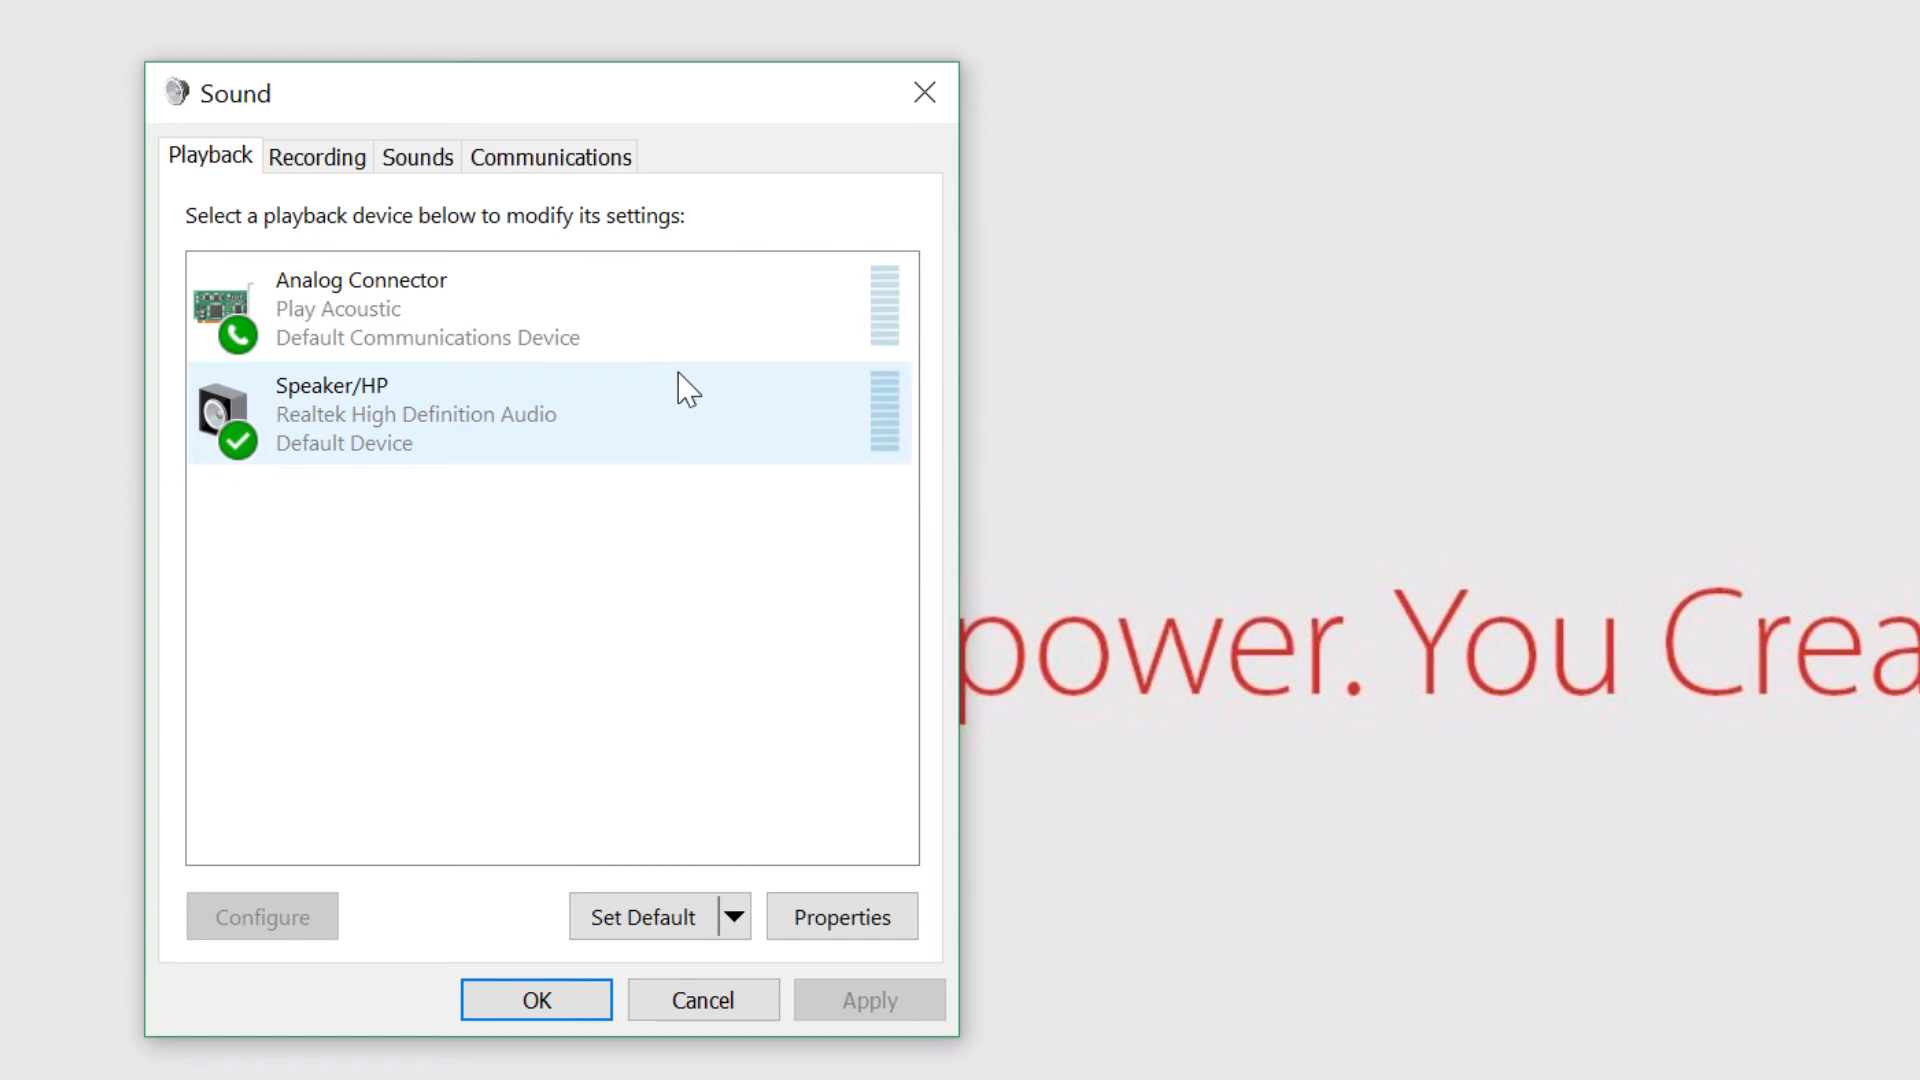 Sound
Playback Recording Sounds Communications
Select a playback device below to modify its settings:
Analog Connector
Play Acoustic
Default Communications Device
Speaker/HP
Realtek High Definition Audio
Default Device
power. You Crea
Configure Set Default Properties
OK Cancel Apply